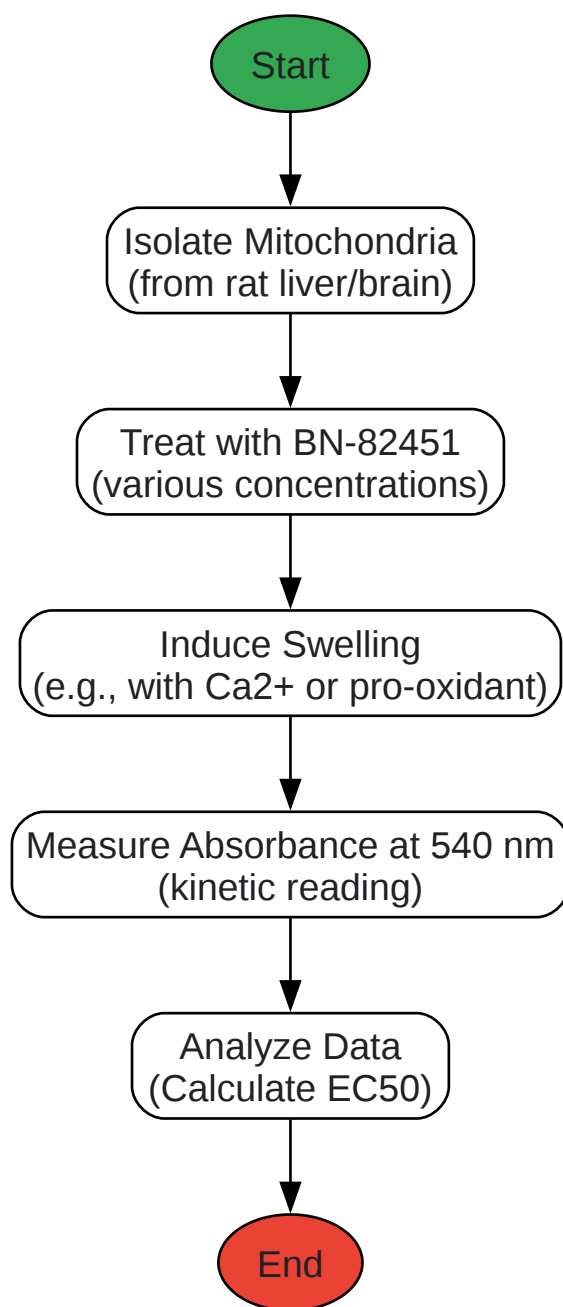 Start
Isolate Mitochondria
(from rat liver/brain)
Treat with BN-82451
(various concentrations)
Induce Swelling
(e.g., with Ca2+ or pro-oxidant)
Measure Absorbance at 540 nm
(kinetic reading)
Analyze Data
(Calculate EC50)
End